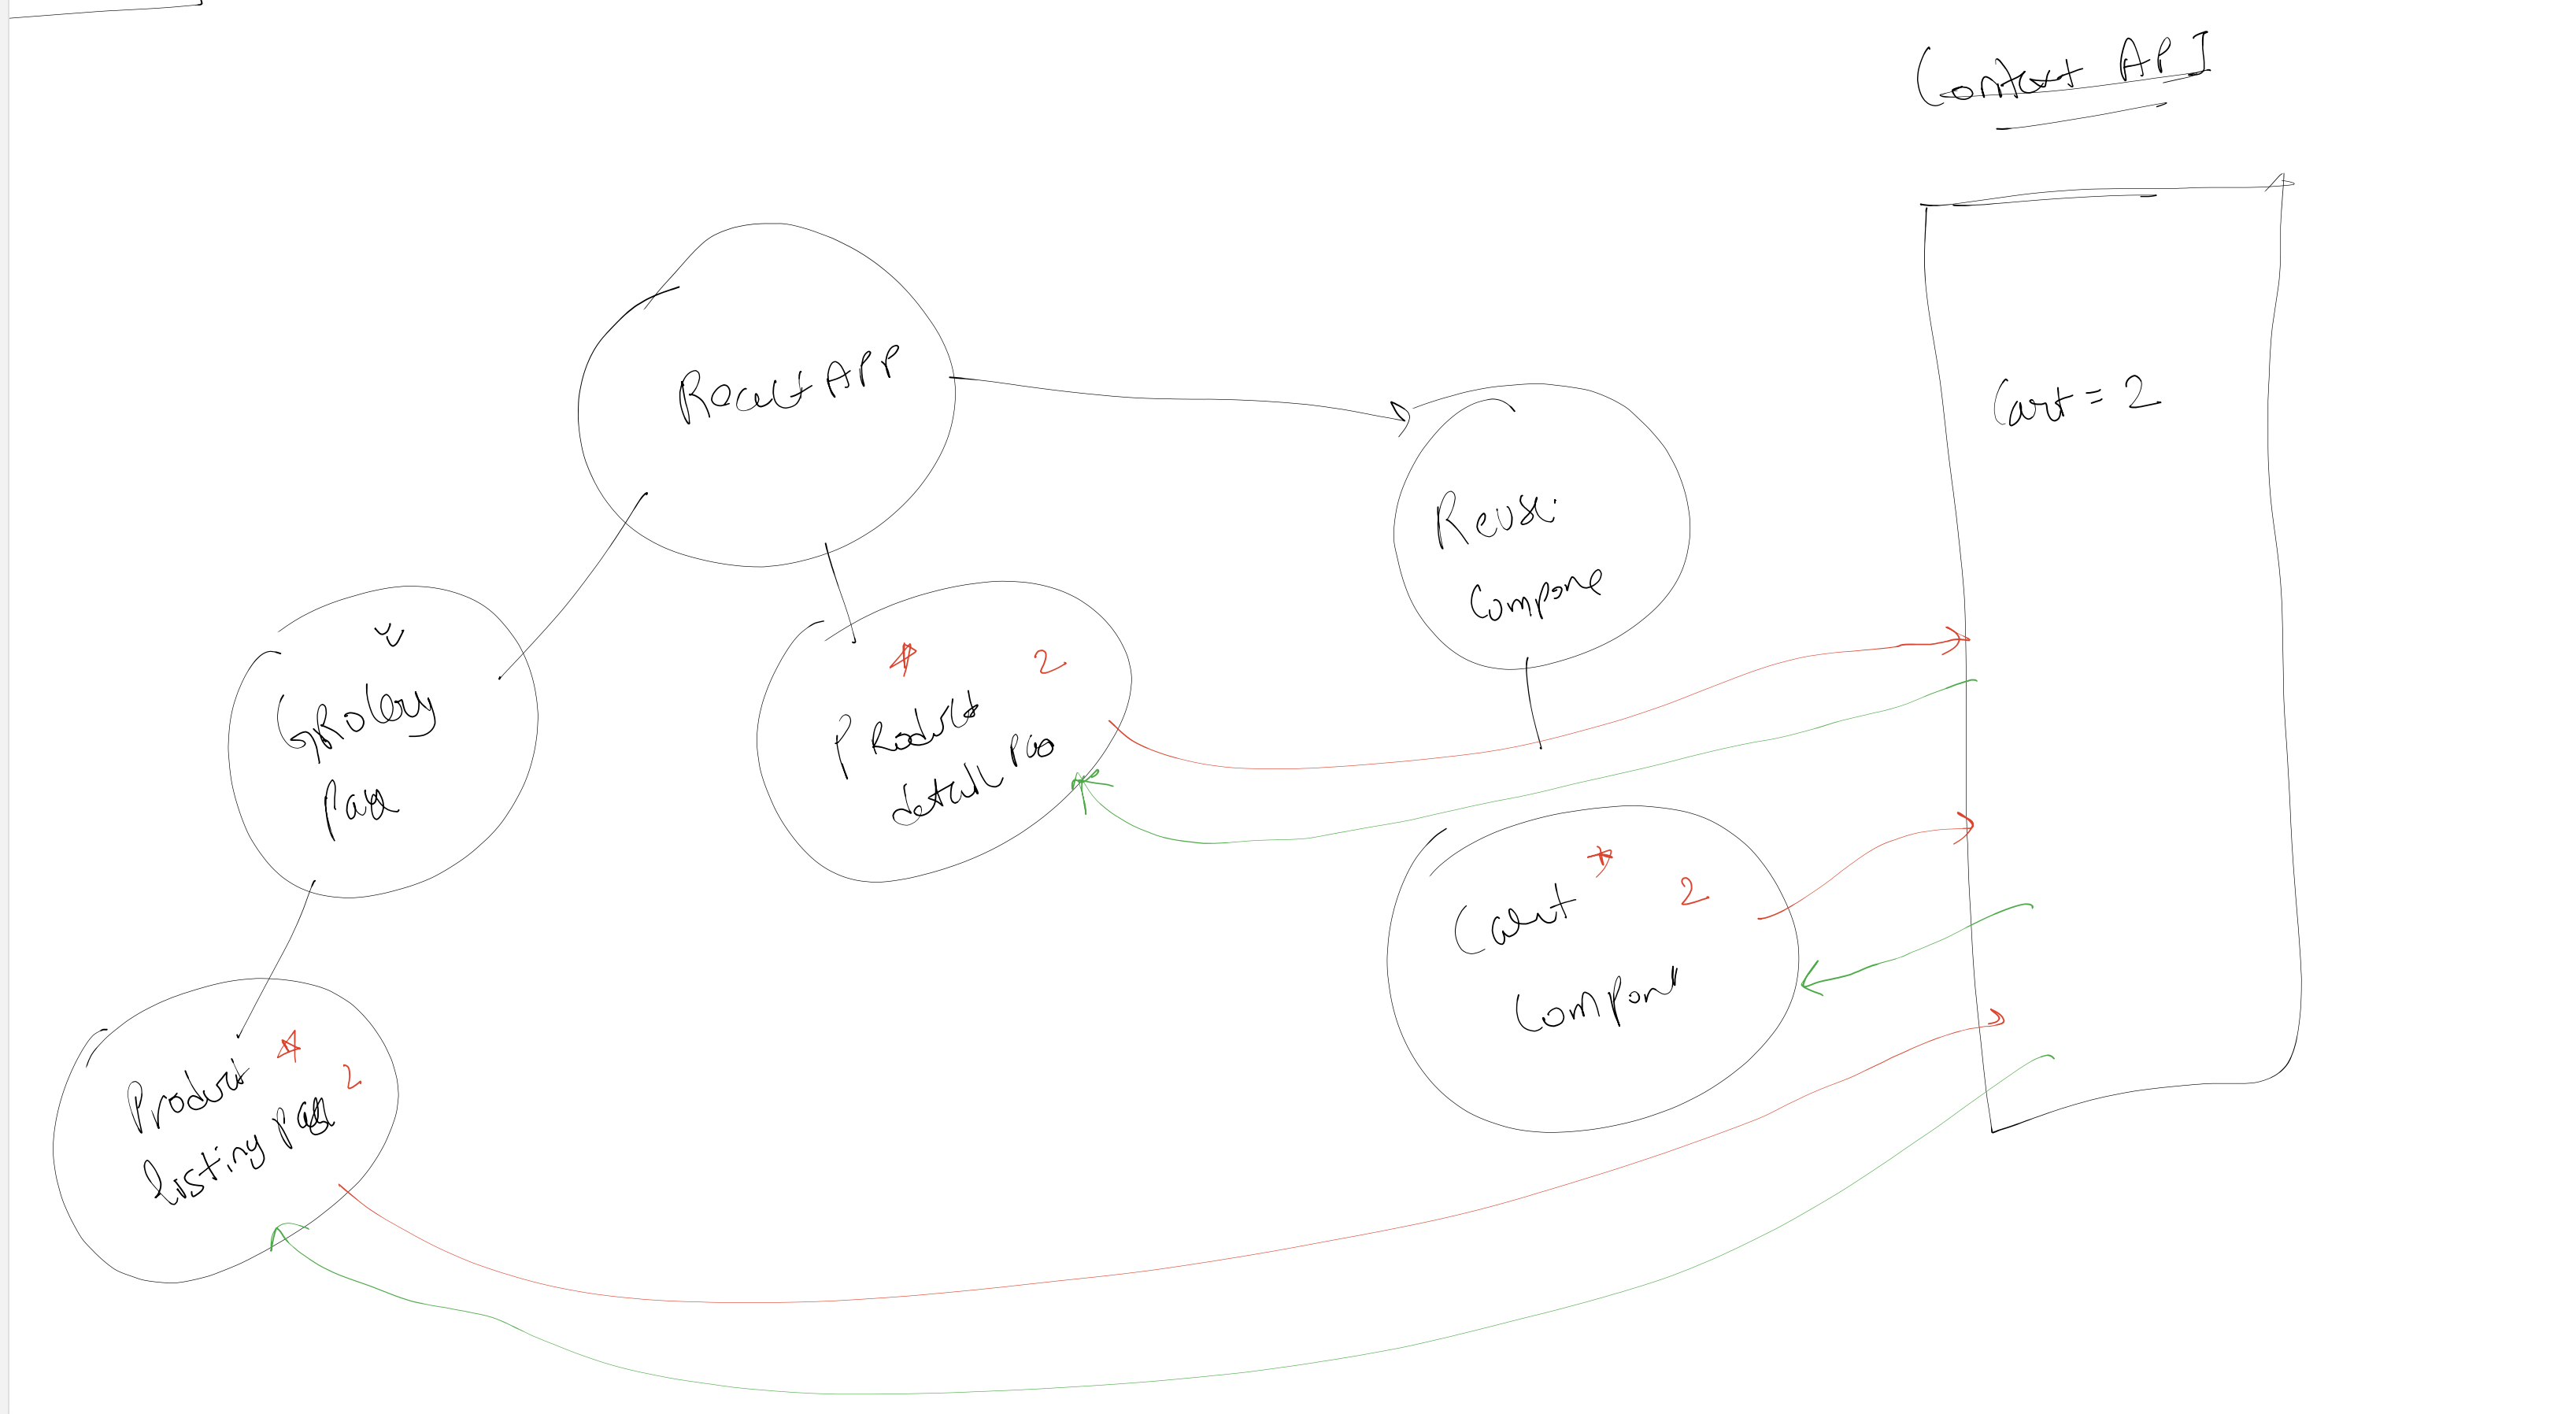 Context API
React APP
Cart = 2
Reuse.
Compone
GRocery
Page
2
PRoduct
detail pag
Cart
2
Compont
Product
2
listing page